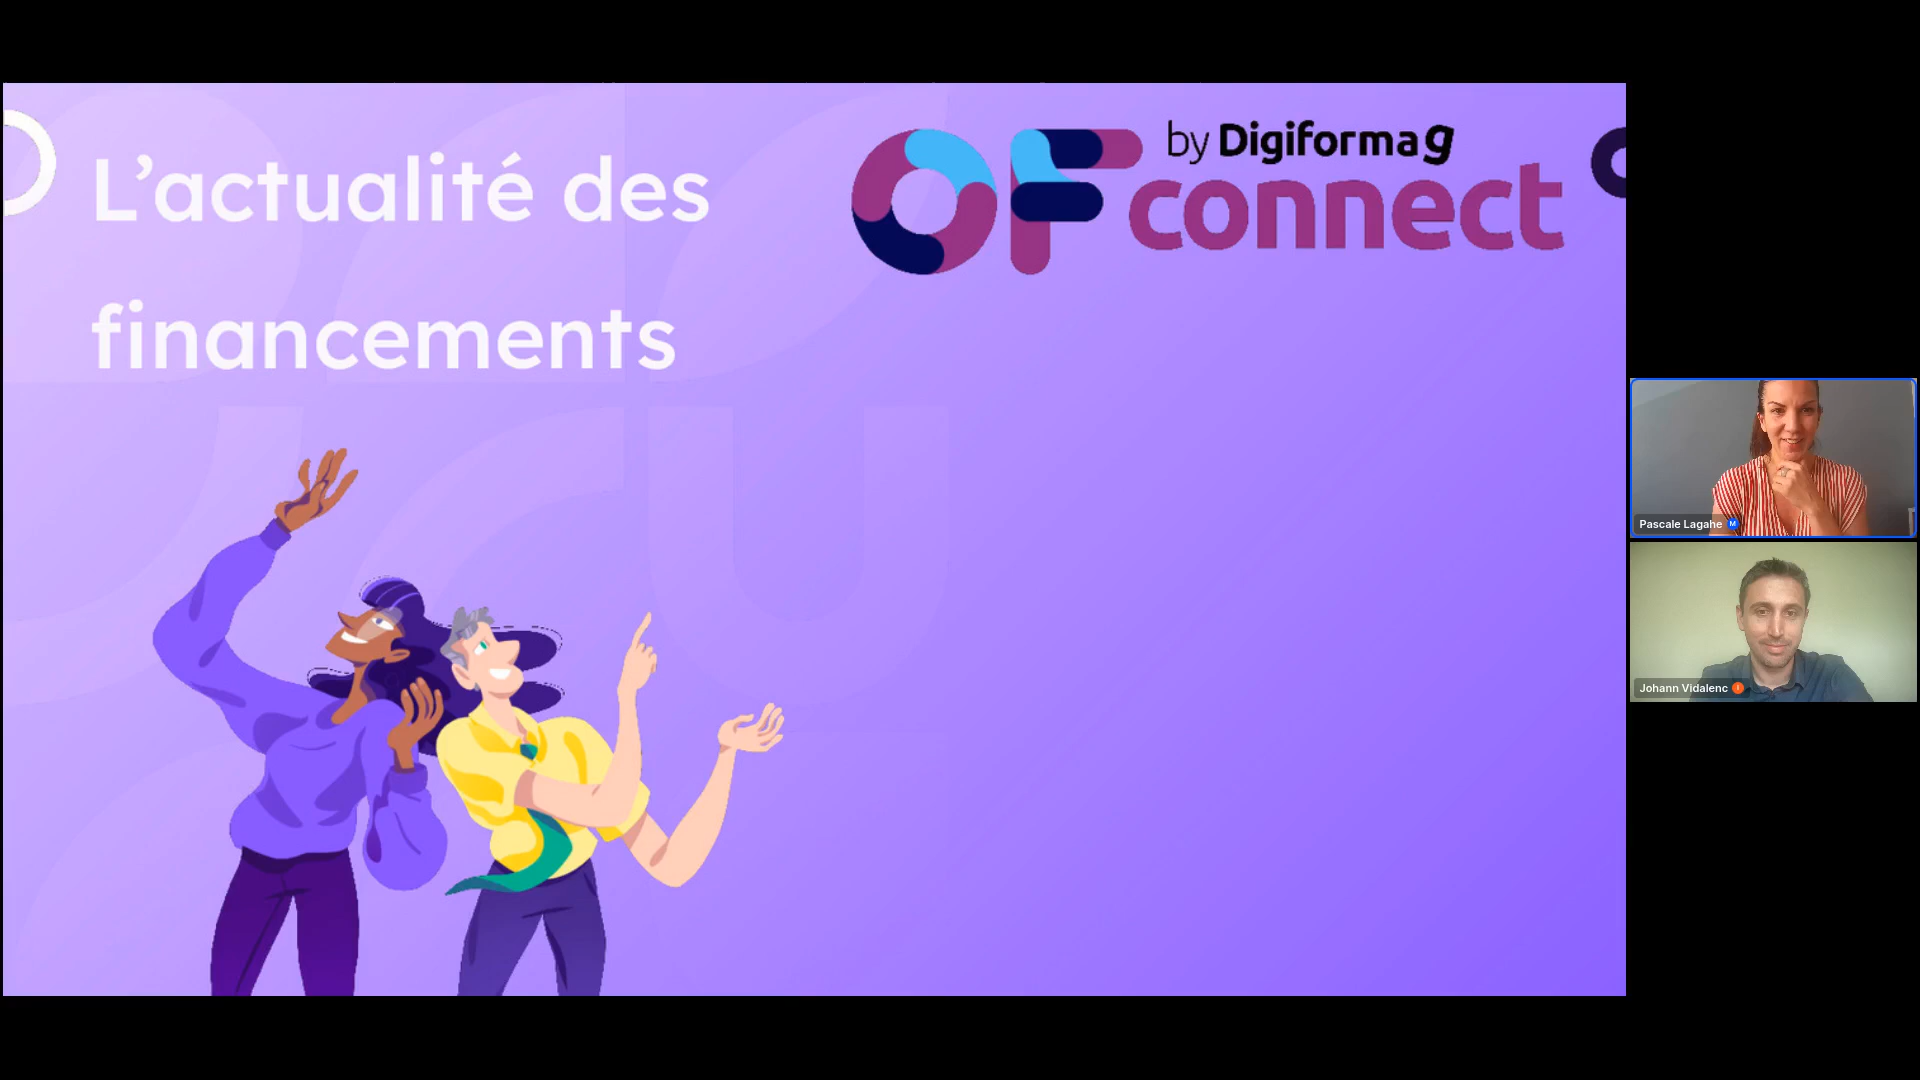 L'actualité des
financements
by Digiformag
OF connect
Pascale Lagahe M
Johann Vidalenc I